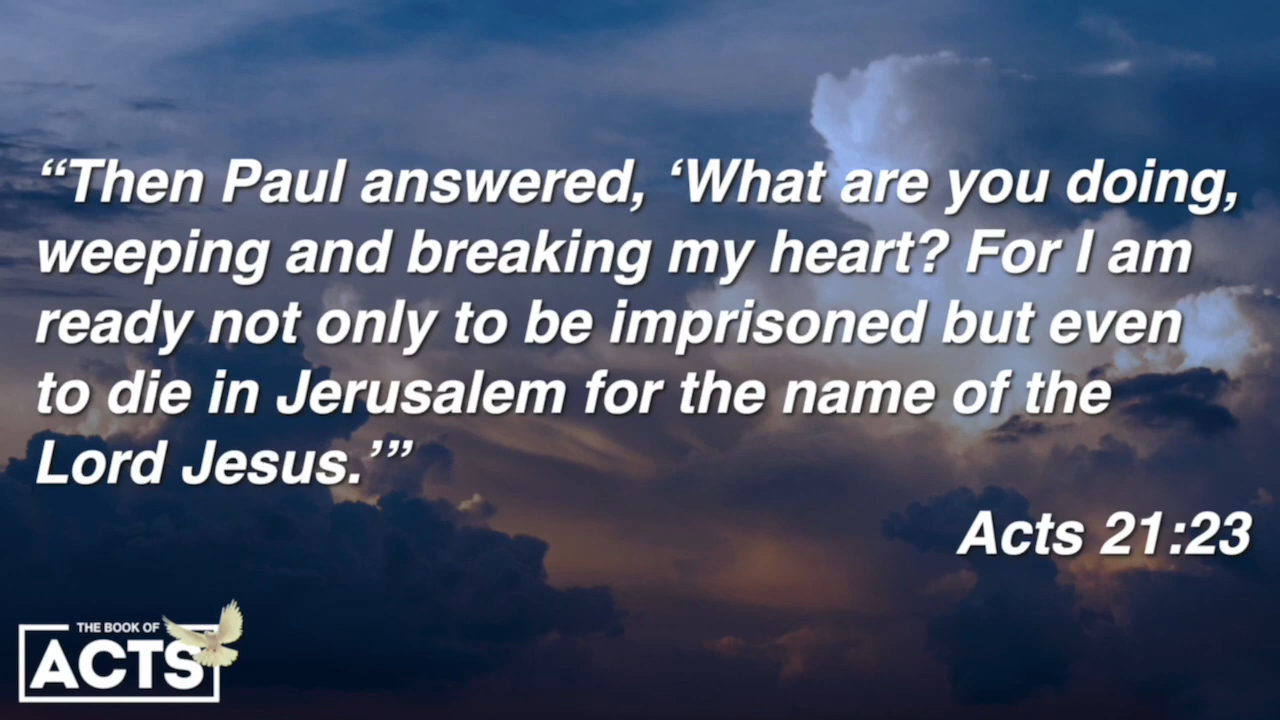 “Then Paul answered, ‘What are you doing,
weeping and breaking my heart? For I am
ready not only to be imprisoned but even
to die in Jerusalem for the name of the
Lord Jesus.’”
Acts 21:23
THE BOOK OF
ACTS